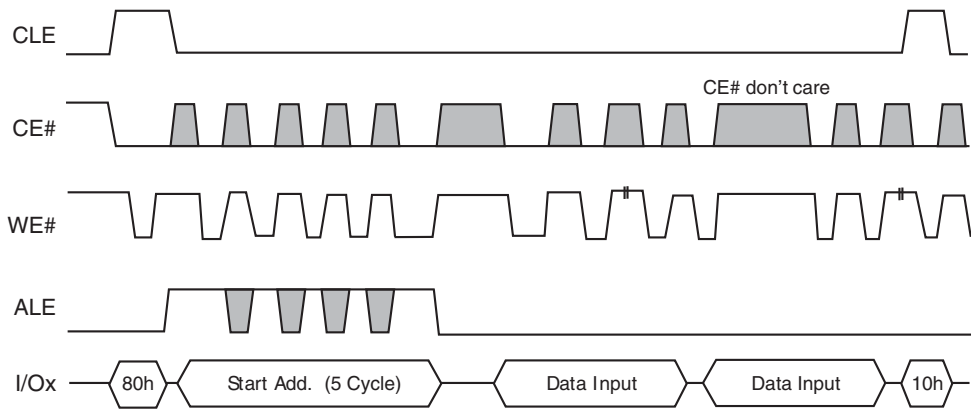 CLE
CE# don't care
CE#
WE#
ALE
I/Ox
80h
Start Add. (5 Cycle)
Data Input
Data Input
10h